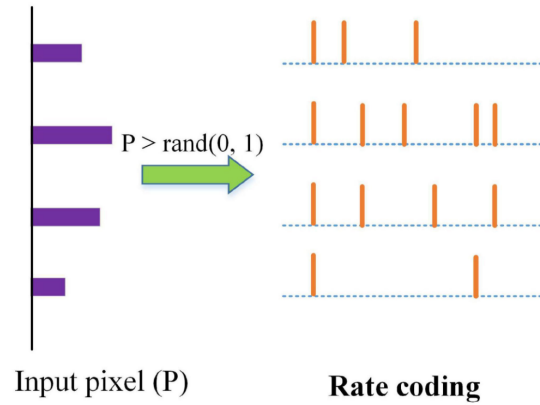 P > rand(0, 1)
Input pixel (P)
Rate coding